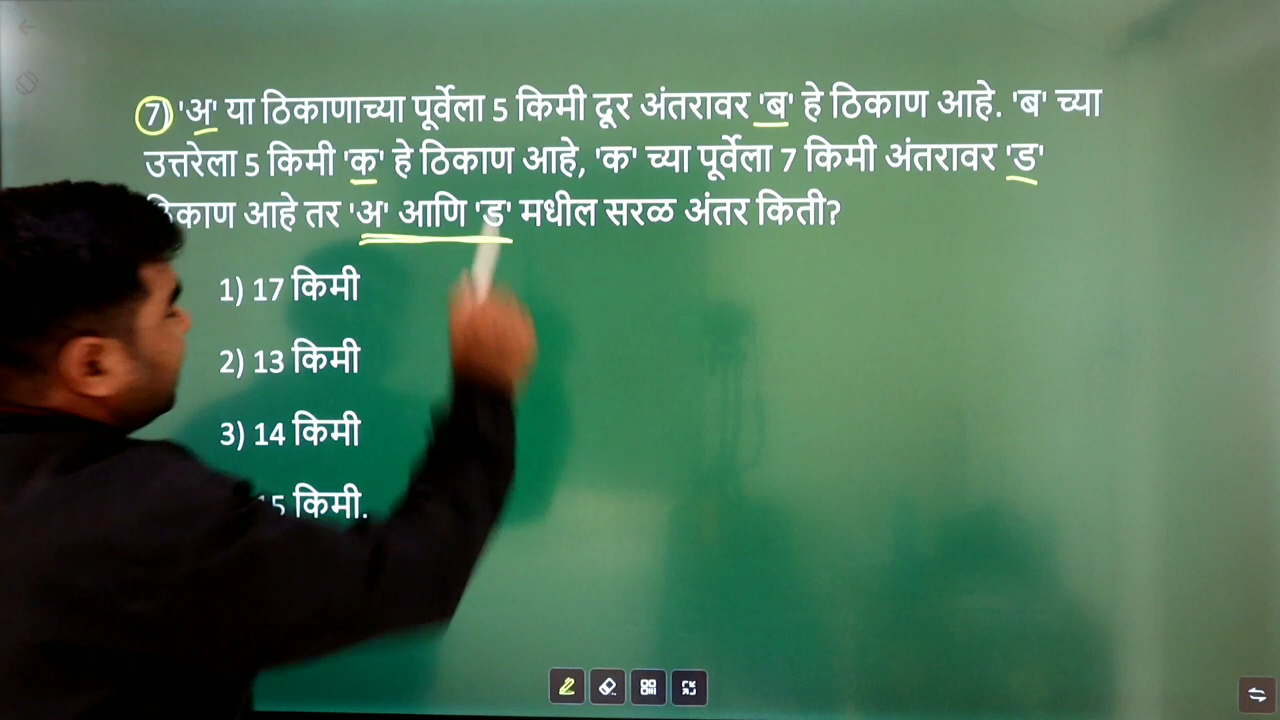 7) 'अ' या ठिकाणाच्या पूर्वेला 5 किमी दूर अंतरावर 'ब' हे ठिकाण आहे. 'ब' च्या
उत्तरेला 5 किमी 'क' हे ठिकाण आहे, 'क' च्या पूर्वेला 7 किमी अंतरावर 'ड'
आहे तर 'अ' आणि 'ड' मधील सरळ अंतर किती?
1) 17 किमी
2) 13 किमी
3) 14 किमी
15 किमी.